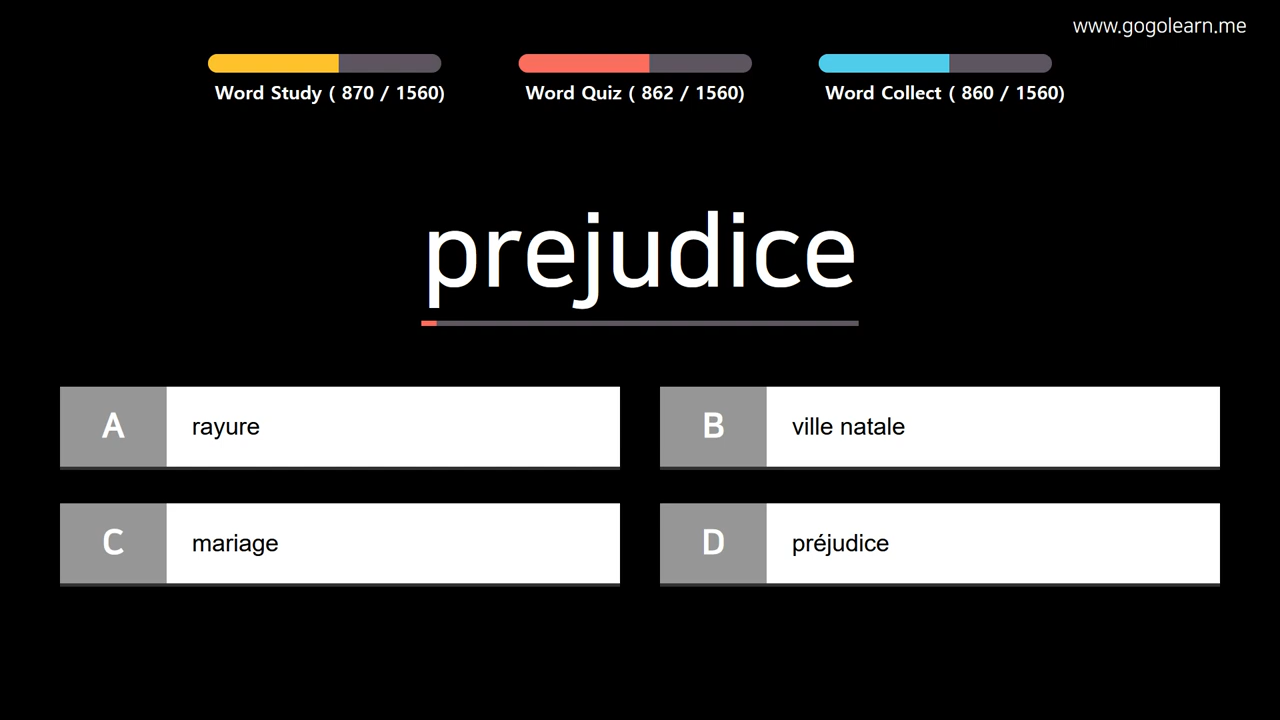 www.gogolearn.me
Word Study ( 870 / 1560)
Word Quiz ( 862 / 1560)
Word Collect ( 860 / 1560)
prejudice
A
rayure
B
ville natale
C
mariage
D
préjudice